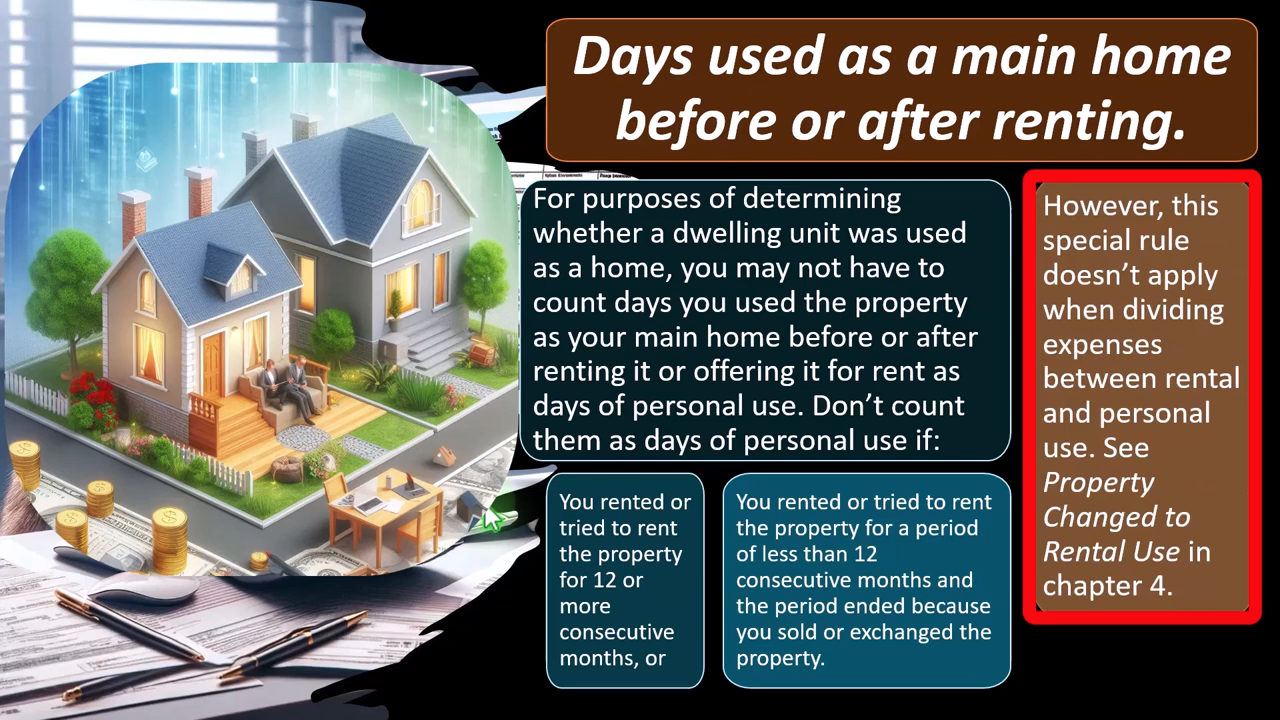 Days used as a main home
before or after renting.
For purposes of determining
whether a dwelling unit was used
as a home, you may not have to
count days you used the property
as your main home before or after
renting it or offering it for rent as
days of personal use. Don’t count
them as days of personal use if:
You rented or
tried to rent
the property
for 12 or
more
consecutive
months, or
You rented or tried to rent
the property for a period
of less than 12
consecutive months and
the period ended because
you sold or exchanged the
property.
However, this
special rule
doesn’t apply
when dividing
expenses
between rental
and personal
use. See
Property
Changed to
Rental Use in
chapter 4.